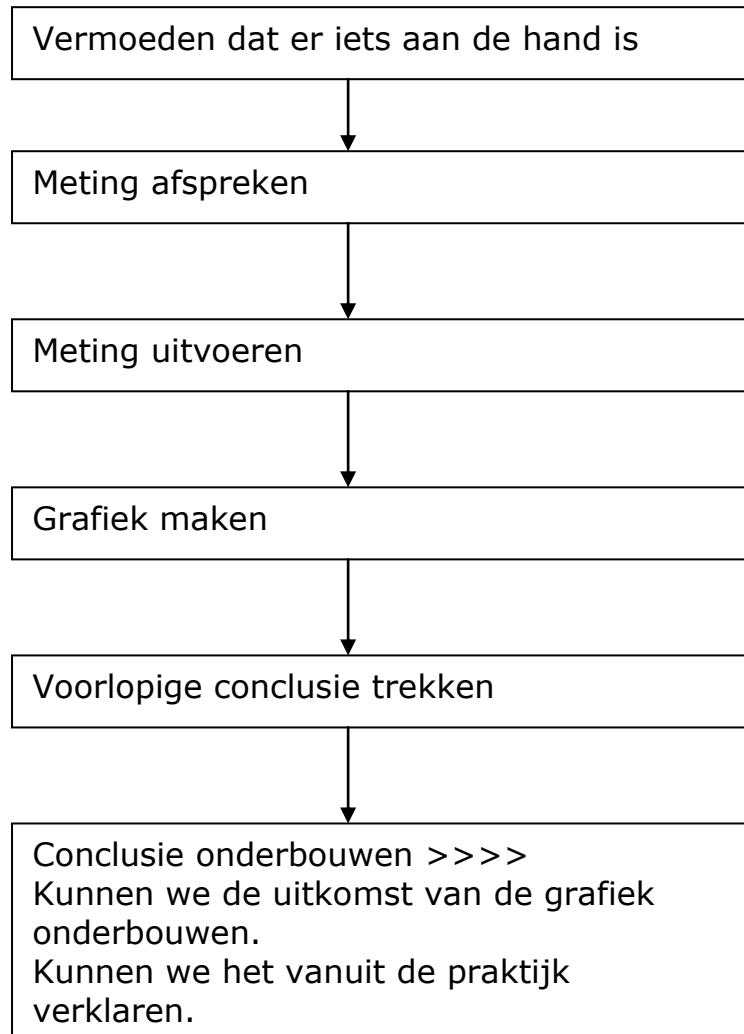 Vermoeden dat er iets aan de hand is
Meting afspreken
Meting uitvoeren
Grafiek maken
Voorlopige conclusie trekken
Conclusie onderbouwen >>>>
Kunnen we de uitkomst van de grafiek
onderbouwen.
Kunnen we het vanuit de praktijk
verklaren.